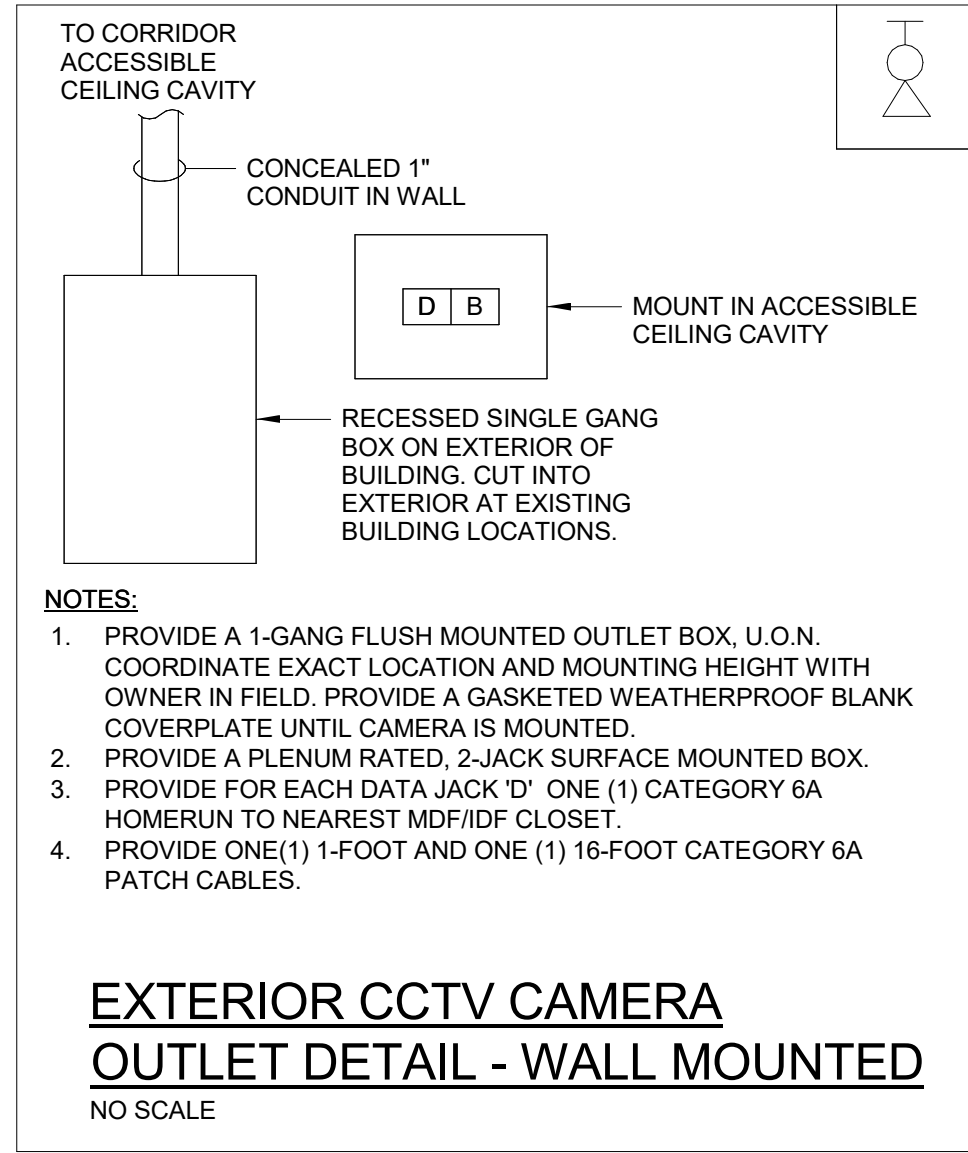 TO CORRIDOR
ACCESSIBLE
CEILING CAVITY
CONCEALED 1"
CONDUIT IN WALL
D B
MOUNT IN ACCESSIBLE
CEILING CAVITY
RECESSED SINGLE GANG
BOX ON EXTERIOR OF
BUILDING. CUT INTO
EXTERIOR AT EXISTING
BUILDING LOCATIONS.
NOTES:
1. PROVIDE A 1-GANG FLUSH MOUNTED OUTLET BOX, U.O.N.
COORDINATE EXACT LOCATION AND MOUNTING HEIGHT WITH
OWNER IN FIELD. PROVIDE A GASKETED WEATHERPROOF BLANK
COVERPLATE UNTIL CAMERA IS MOUNTED.
2. PROVIDE A PLENUM RATED, 2-JACK SURFACE MOUNTED BOX.
3. PROVIDE FOR EACH DATA JACK 'D' ONE (1) CATEGORY 6A
HOMERUN TO NEAREST MDF/IDF CLOSET.
4. PROVIDE ONE(1) 1-FOOT AND ONE (1) 16-FOOT CATEGORY 6A
PATCH CABLES.
EXTERIOR CCTV CAMERA
OUTLET DETAIL - WALL MOUNTED
NO SCALE